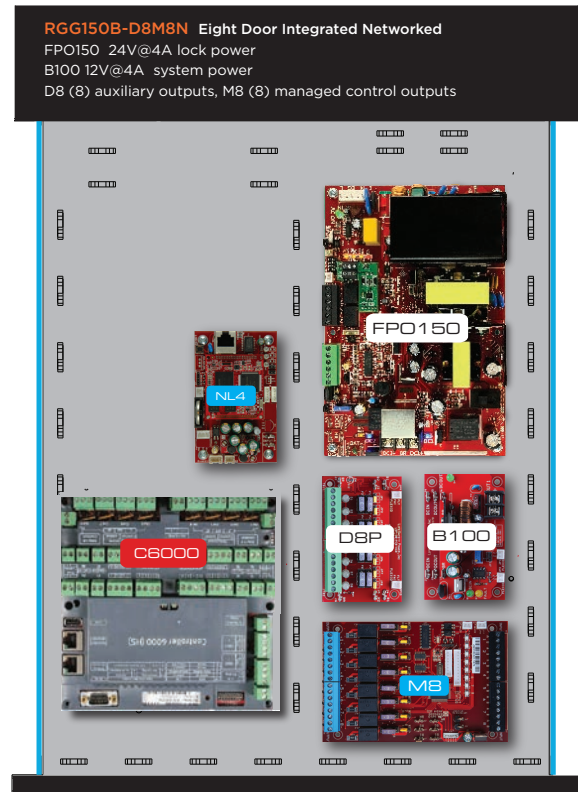 RGG150B-D8M8N Eight Door Integrated Networked
FPO150 24V@4A lock power
B100 12V@4A system power
D8 (8) auxiliary outputs, M8 (8) managed control outputs
FPO150
NL4
C6000
D8P
B100
M8
Controller 6000 (HS)